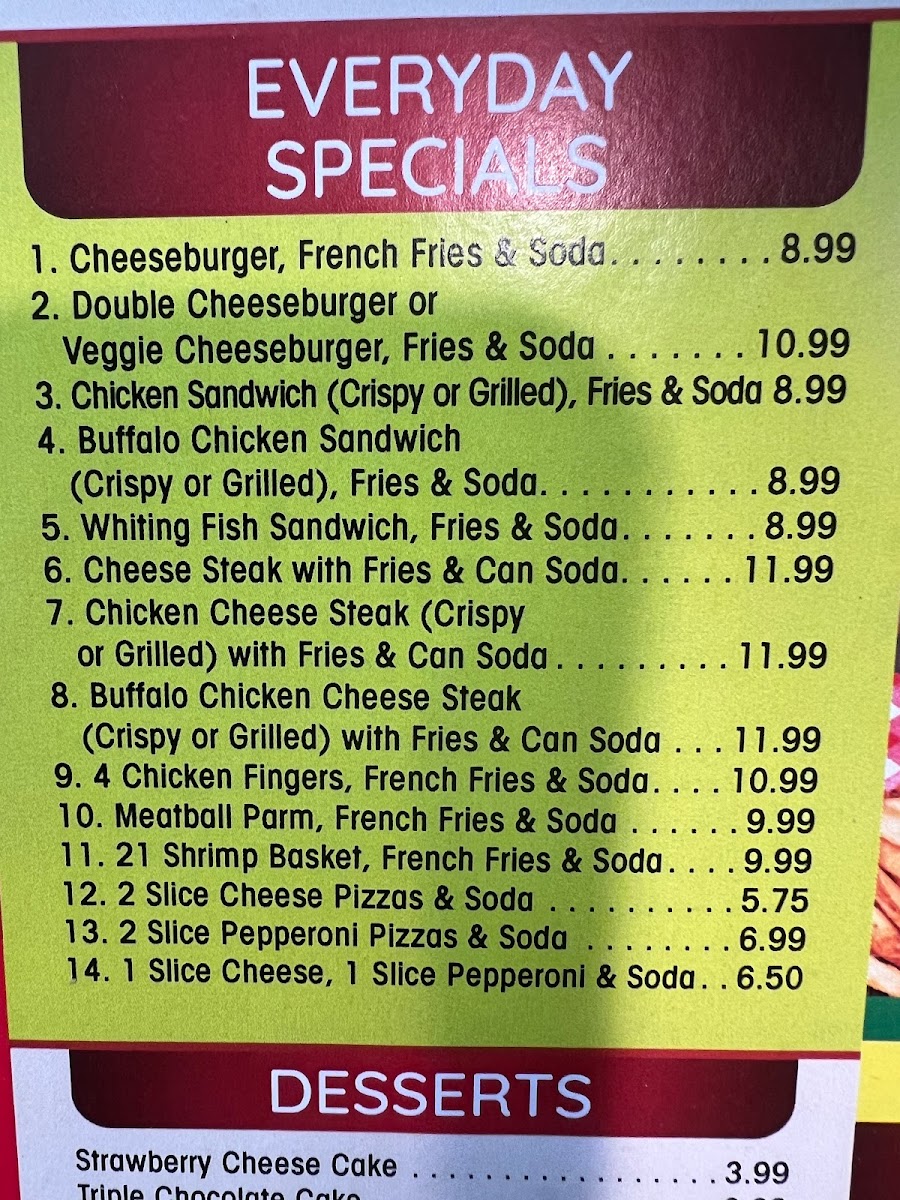 EVERYDAY
SPECIALS
1. Cheeseburger, French Fries & Soda........8.99
2. Double Cheeseburger or
Veggie Cheeseburger, Fries & Soda.......10.99
3. Chicken Sandwich (Crispy or Grilled), Fries & Soda 8.99
4. Buffalo Chicken Sandwich
(Crispy or Grilled), Fries & Soda...........8.99
5. Whiting Fish Sandwich, Fries & Soda.......8.99
6. Cheese Steak with Fries & Can Soda......11.99
7. Chicken Cheese Steak (Crispy
or Grilled) with Fries & Can Soda.........11.99
8. Buffalo Chicken Cheese Steak
(Crispy or Grilled) with Fries & Can Soda...11.99
9. 4 Chicken Fingers, French Fries & Soda....10.99
10. Meatball Parm, French Fries & Soda......9.99
11. 21 Shrimp Basket, French Fries & Soda....9.99
12. 2 Slice Cheese Pizzas & Soda..........5.75
13. 2 Slice Pepperoni Pizzas & Soda........6.99
14. 1 Slice Cheese, 1 Slice Pepperoni & Soda..6.50
DESSERTS
Strawberry Cheese Cake.................3.99
Triple Chocolate Cake